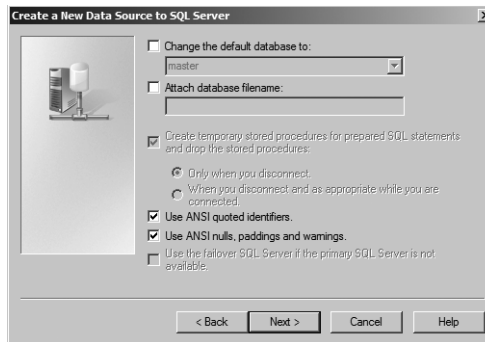 Create a New Data Source to SQL Server
Change the default database to:
master
Attach database filename:
Create temporary stored procedures for prepared SQL statements
and drop the stored procedures:
Only when you disconnect.
When you disconnect and as appropriate while you are
connected.
Use ANSI quoted identifiers.
Use ANSI nulls, paddings and warnings.
Use the failover SQL Server if the primary SQL Server is not
available.
< Back
Next >
Cancel
Help